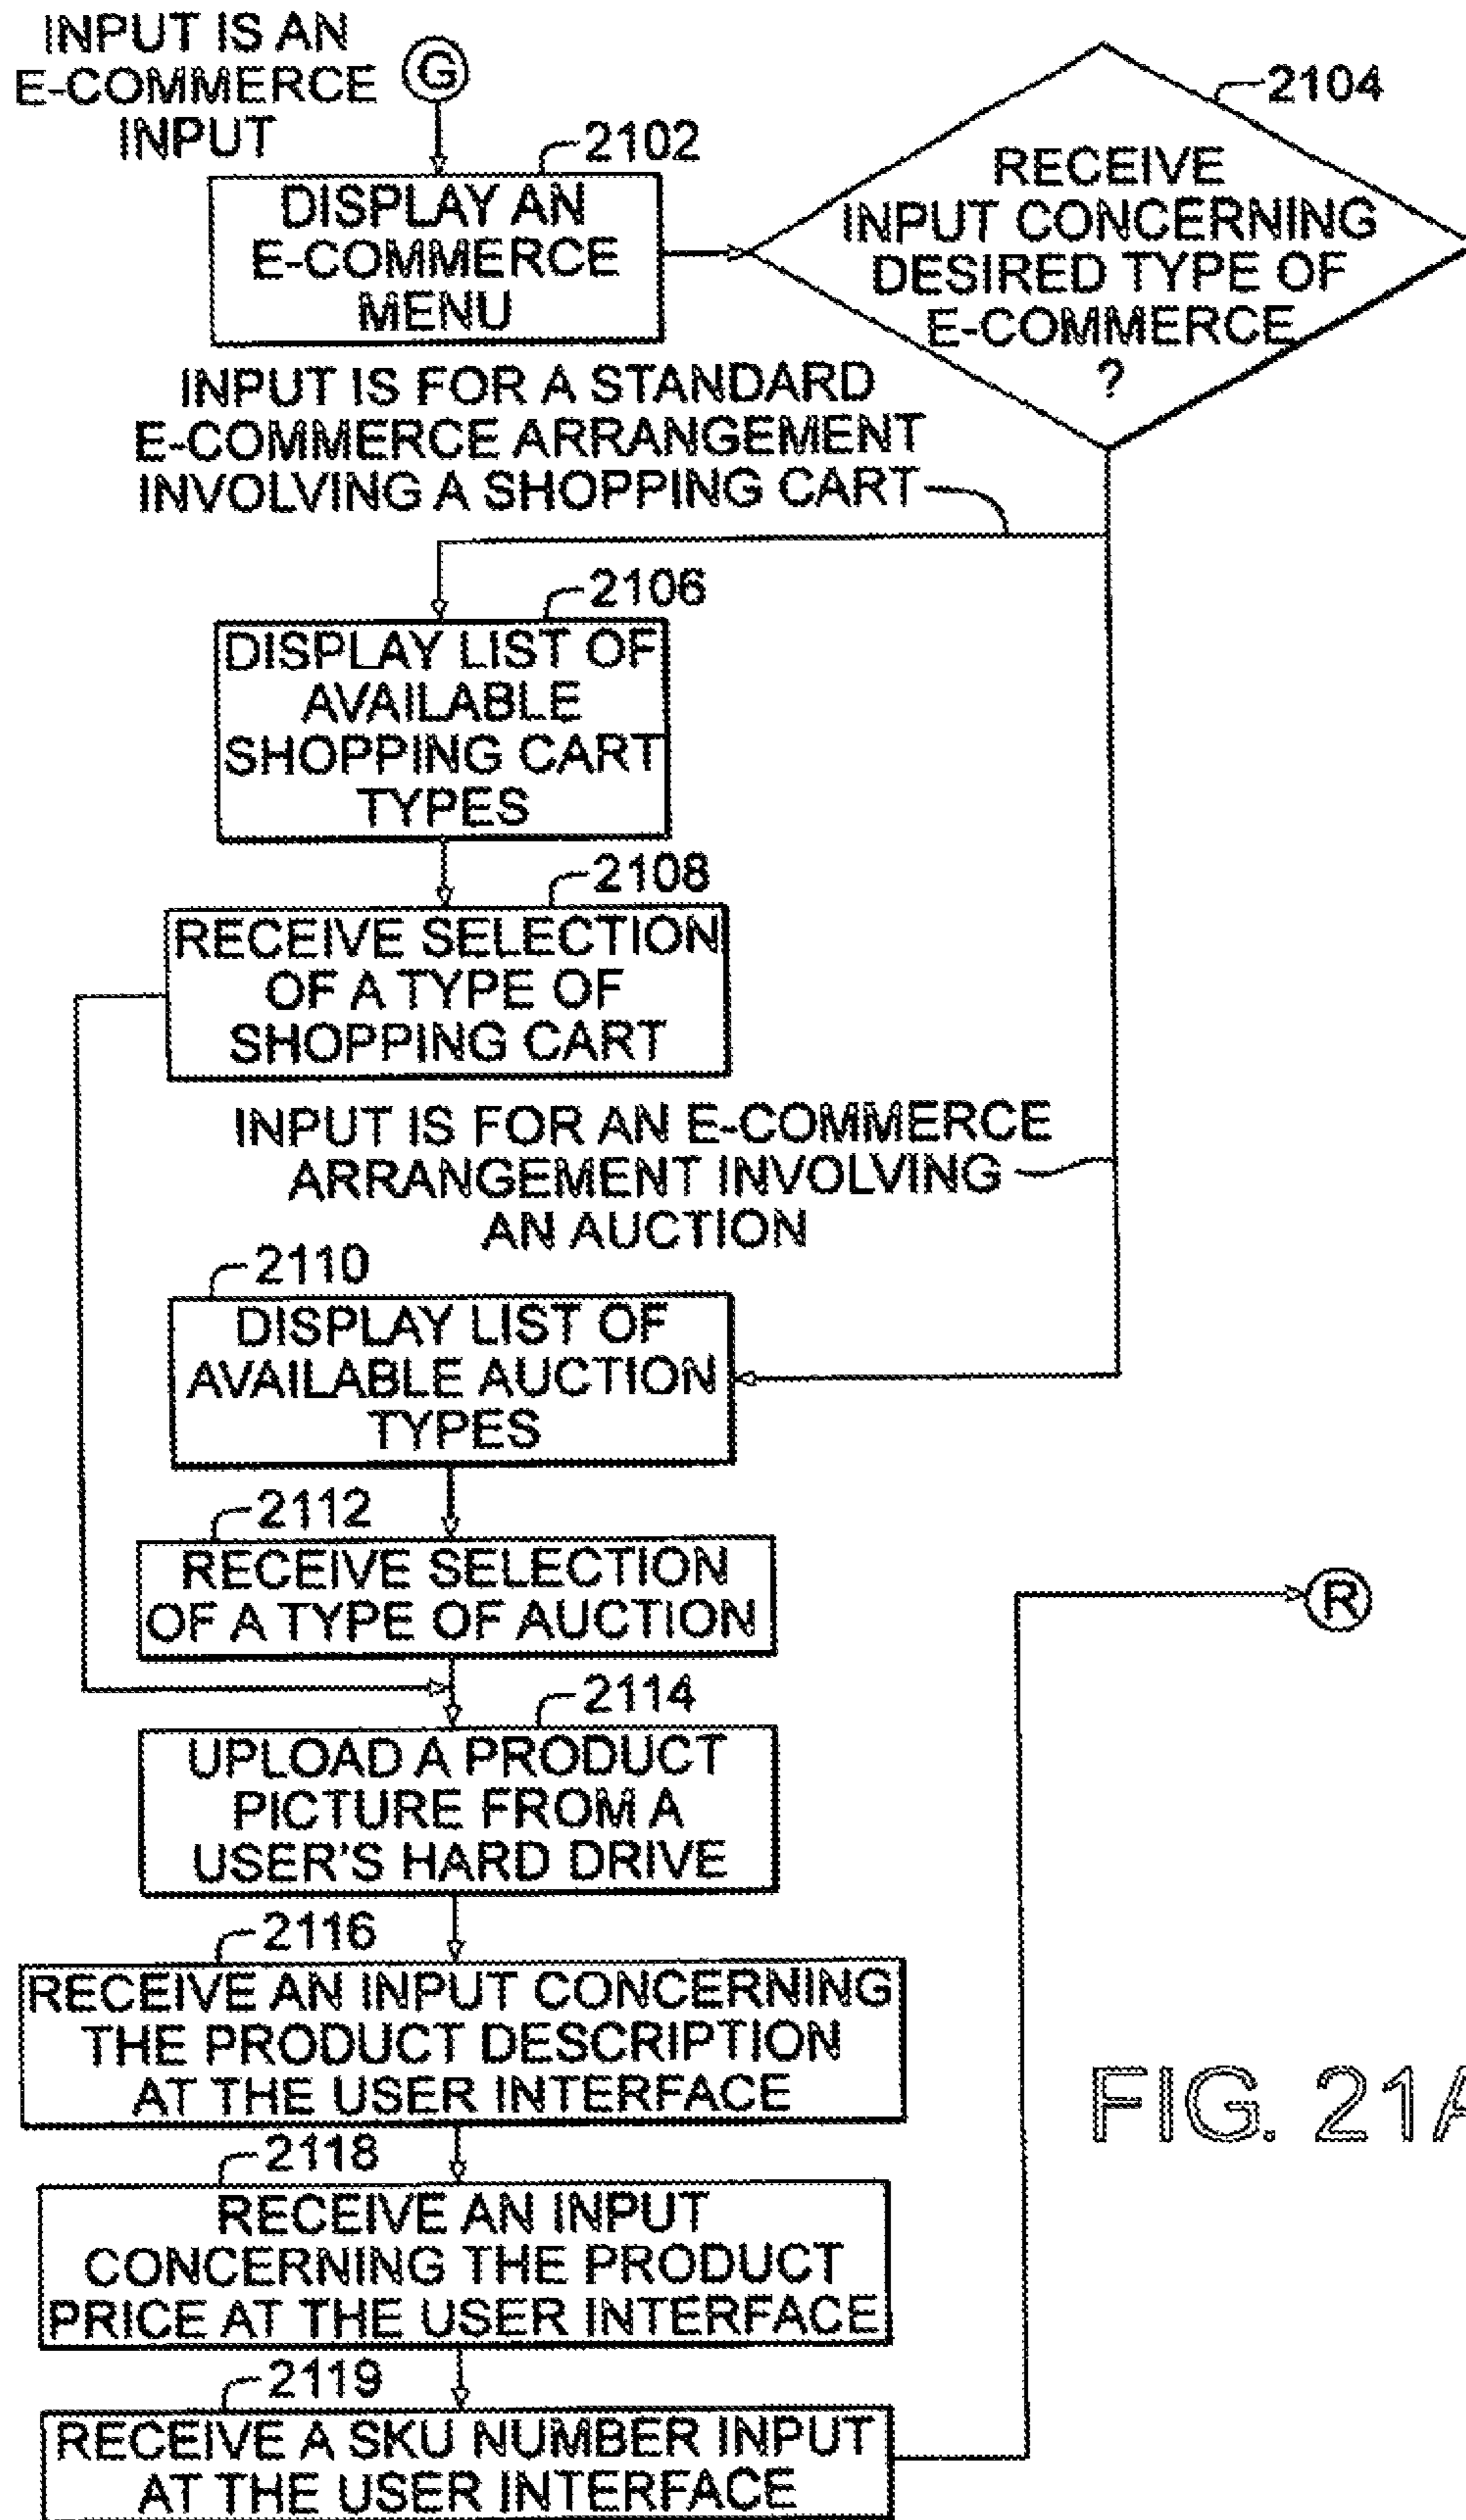 INPUT IS AN
E-COMMERCE
INPUT
G
2102
DISPLAY AN
E-COMMERCE
MENU
2104
RECEIVE
INPUT CONCERNING
DESIRED TYPE OF
E-COMMERCE
?
INPUT IS FOR A STANDARD
E-COMMERCE ARRANGEMENT
INVOLVING A SHOPPING CART
2106
DISPLAY LIST OF
AVAILABLE
SHOPPING CART
TYPES
2108
RECEIVE SELECTION
OF A TYPE OF
SHOPPING CART
INPUT IS FOR AN E-COMMERCE
ARRANGEMENT INVOLVING
AN AUCTION
2110
DISPLAY LIST OF
AVAILABLE AUCTION
TYPES
2112
RECEIVE SELECTION
OF A TYPE OF AUCTION
R
2114
UPLOAD A PRODUCT
PICTURE FROM A
USER'S HARD DRIVE
2116
RECEIVE AN INPUT CONCERNING
THE PRODUCT DESCRIPTION
AT THE USER INTERFACE
FIG. 21A
2118
RECEIVE AN INPUT
CONCERNING THE PRODUCT
PRICE AT THE USER INTERFACE
2119
RECEIVE A SKU NUMBER INPUT
AT THE USER INTERFACE